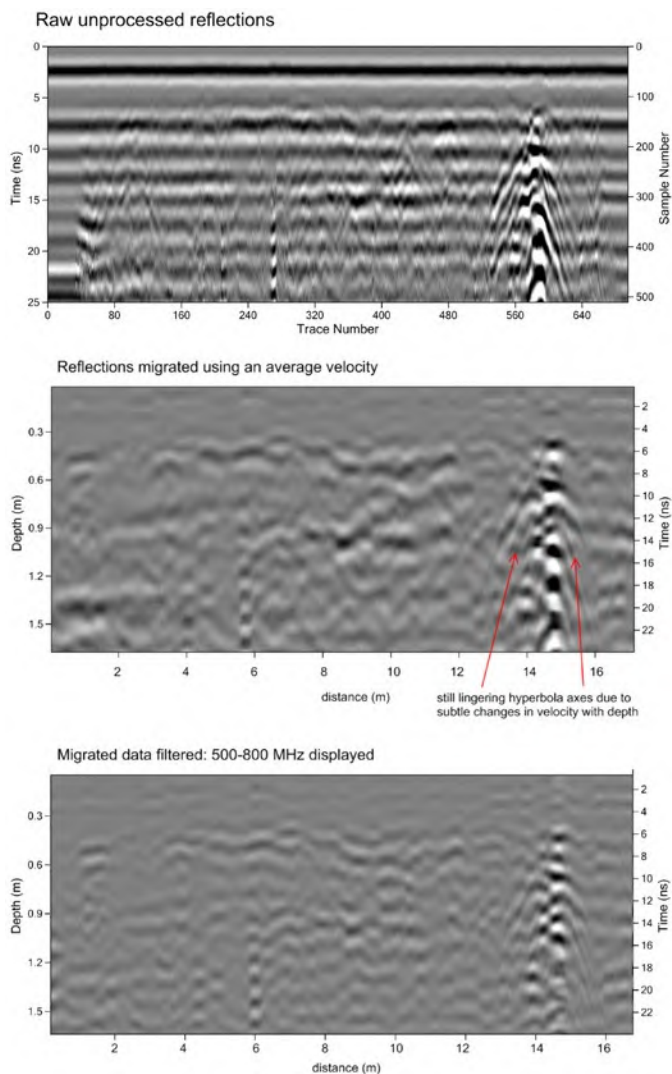 Raw unprocessed reflections
0
5
10
15
20
25
Time (ns)
0
100
200
300
400
500
Sample Number
0 80 160 240 320 400 480 560 640
Trace Number
Reflections migrated using an average velocity
0.3
0.6
0.9
1.2
1.5
Depth (m)
2
4
6
8
10
12
14
16
18
20
22
Time (ns)
2 4 6 8 10 12 14 16
distance (m)
still lingering hyperbola axes due to
subtle changes in velocity with depth
Migrated data filtered: 500-800 MHz displayed
0.3
0.6
0.9
1.2
1.5
Depth (m)
2
4
6
8
10
12
14
16
18
20
22
Time (ns)
2 4 6 8 10 12 14 16
distance (m)